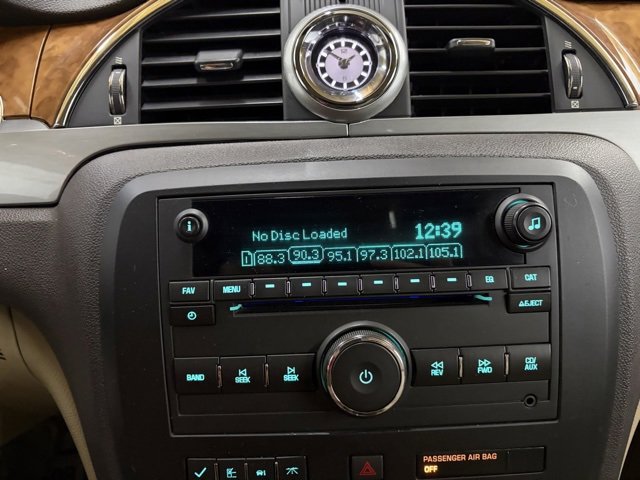 No Disc Loaded 12:39
1 88.3 90.3 95.1 97.3 102.1 105.1
FAV MENU EQ CAT
EJECT
BAND SEEK SEEK REV FWD CD/AUX
PASSENGER AIR BAG
OFF